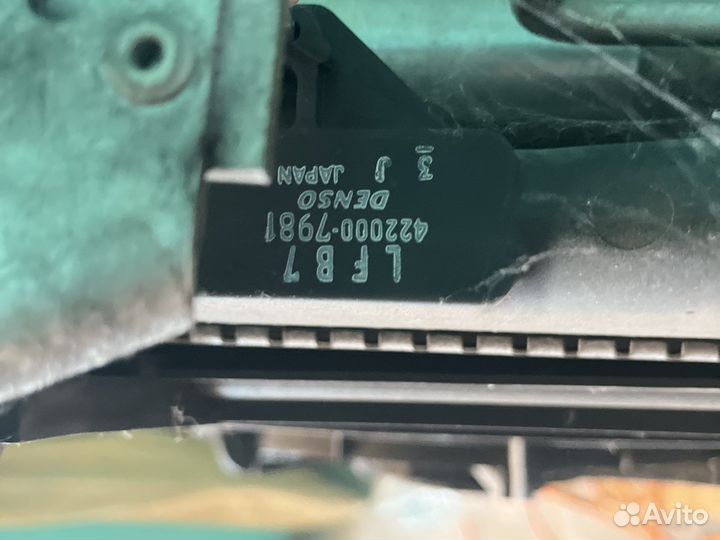 LFB7
422000-7981
DENSO
3 J JAPAN
Avito